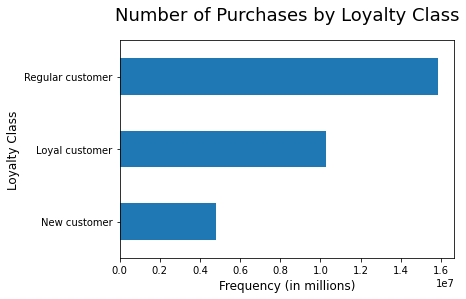 Number of Purchases by Loyalty Class
Loyalty Class
Regular customer
Loyal customer
New customer
0.0 0.2 0.4 0.6 0.8 1.0 1.2 1.4 1.6
1e7
Frequency (in millions)